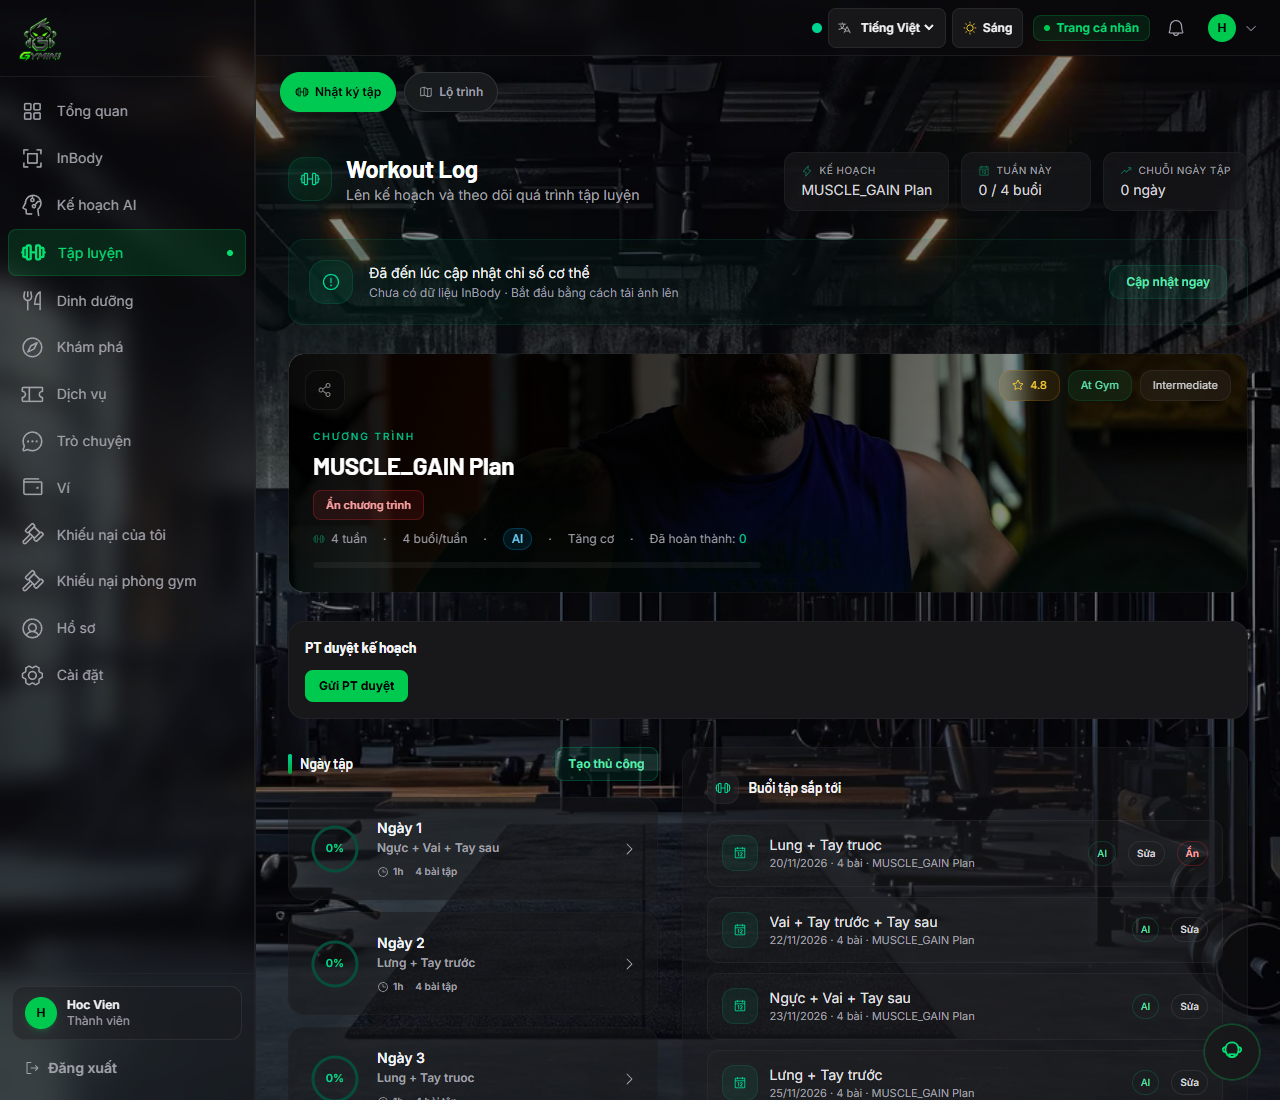 GYMINI
Tổng quan
InBody
Kế hoạch AI
Tập luyện
Dinh dưỡng
Khám phá
Dịch vụ
Trò chuyện
Ví
Khiếu nại của tôi
Khiếu nại phòng gym
Hồ sơ
Cài đặt
H
Hoc Vien
Thành viên
Đăng xuất
Tiếng Việt
Sáng
Trang cá nhân
H
Nhật ký tập
Lộ trình
Workout Log
Lên kế hoạch và theo dõi quá trình tập luyện
KẾ HOẠCH
MUSCLE_GAIN Plan
TUẦN NÀY
0 / 4 buổi
CHUỖI NGÀY TẬP
0 ngày
Đã đến lúc cập nhật chỉ số cơ thể
Chưa có dữ liệu InBody · Bắt đầu bằng cách tải ảnh lên
Cập nhật ngay
4.8
At Gym
Intermediate
CHƯƠNG TRÌNH
MUSCLE_GAIN Plan
Ẩn chương trình
4 tuần · 4 buổi/tuần · AI · Tăng cơ · Đã hoàn thành: 0
PT duyệt kế hoạch
Gửi PT duyệt
Ngày tập
Tạo thủ công
0%
Ngày 1
Ngực + Vai + Tay sau
1h 4 bài tập
0%
Ngày 2
Lưng + Tay trước
1h 4 bài tập
0%
Ngày 3
Lung + Tay truoc
1h 4 bài tập
Buổi tập sắp tới
Lung + Tay truoc
20/11/2026 · 4 bài · MUSCLE_GAIN Plan
AI
Sửa
Ẩn
Vai + Tay trước + Tay sau
22/11/2026 · 4 bài · MUSCLE_GAIN Plan
AI
Sửa
Ngực + Vai + Tay sau
23/11/2026 · 4 bài · MUSCLE_GAIN Plan
AI
Sửa
Lưng + Tay trước
25/11/2026 · 4 bài · MUSCLE_GAIN Plan
AI
Sửa